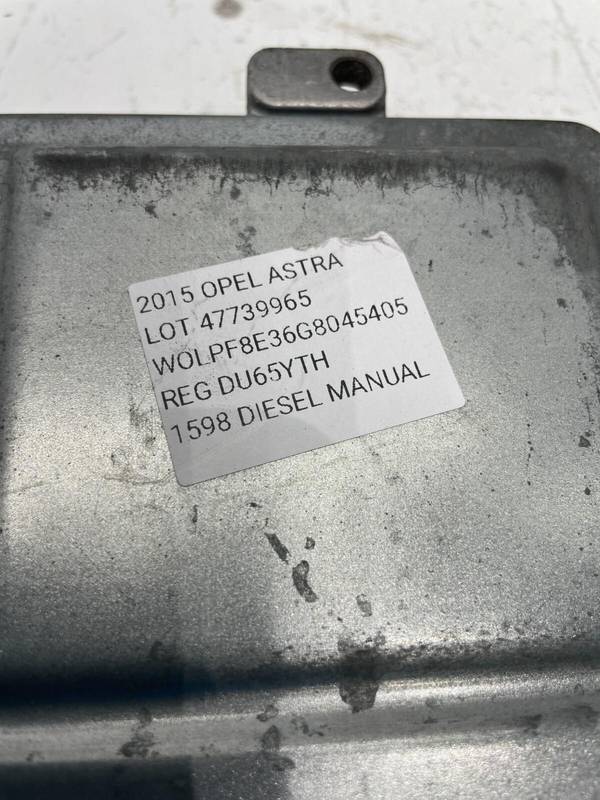 2015 OPEL ASTRA
LOT 47739965
WOLPF8E36G8045405
REG DU65YTH
1598 DIESEL MANUAL